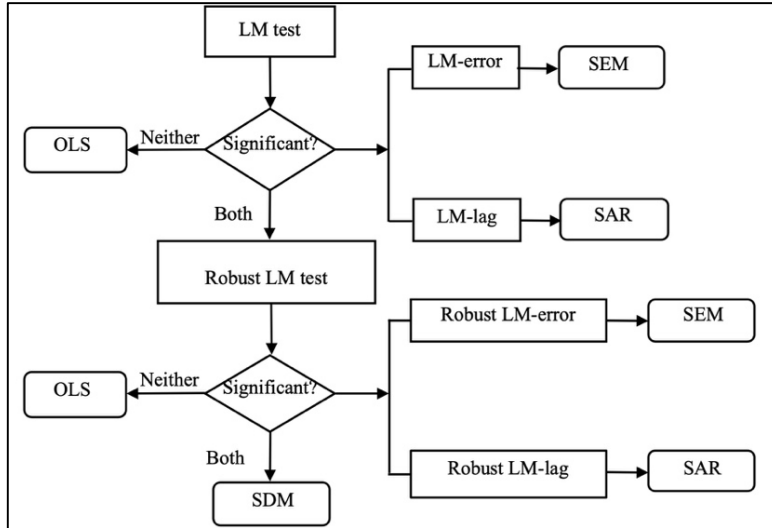 LM test
LM-error
SEM
OLS
Neither
Significant?
LM-lag
SAR
Both
Robust LM test
Robust LM-error
SEM
OLS
Neither
Significant?
Both
Robust LM-lag
SAR
SDM